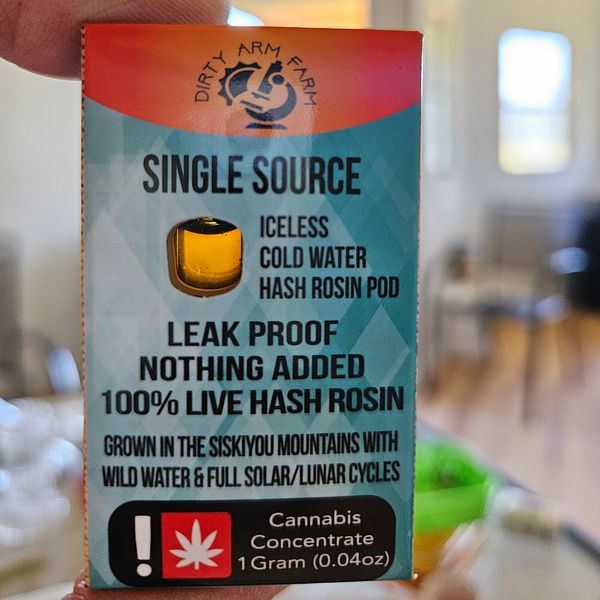 DIRTY ARM FARM
SINGLE SOURCE
ICELESS
COLD WATER
HASH ROSIN POD
LEAK PROOF
NOTHING ADDED
100% LIVE HASH ROSIN
GROWN IN THE SISKIYOU MOUNTAINS WITH
WILD WATER & FULL SOLAR/LUNAR CYCLES
!
Cannabis
Concentrate
1 Gram (0.04oz)